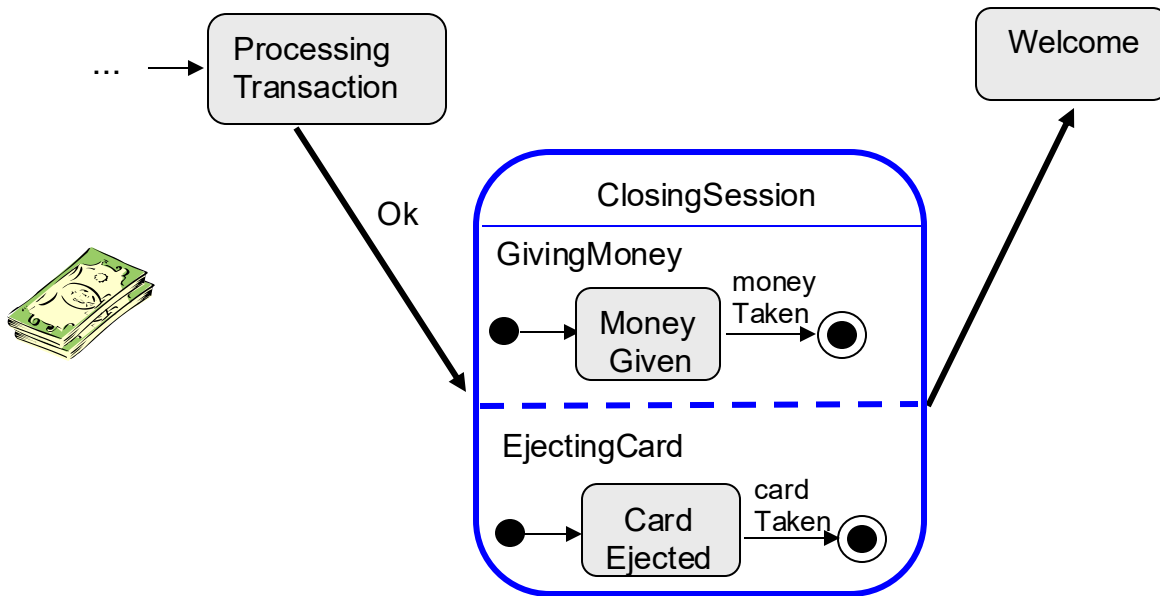 Processing
Transaction
Welcome
...
Ok
ClosingSession
GivingMoney
money
Taken
Money
Given
EjectingCard
card
Taken
Card
Ejected